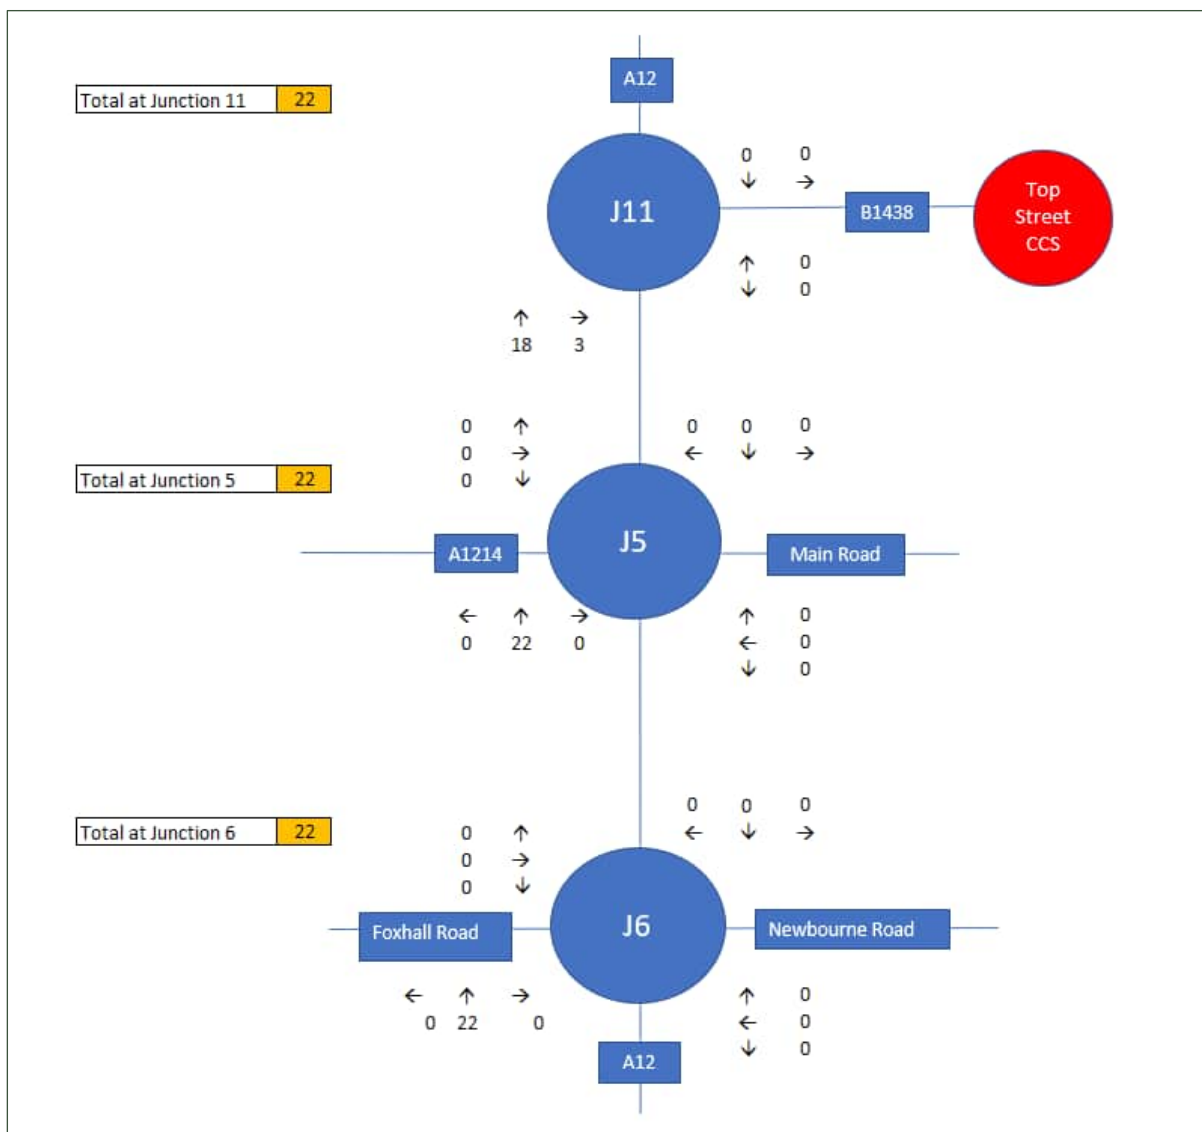 A12
Total at Junction 11 22
0 0
↓ →
J11
B1438
Top
Street
CCS
↑ 0
↓ 0
↑ →
18 3
0 ↑
0 →
0 ↓
0 0 0
← ↓ →
Total at Junction 5 22
J5
A1214
Main Road
← ↑ →
0 22 0
↑ 0
← 0
↓ 0
0 0 0
← ↓ →
Total at Junction 6 22
0 ↑
0 →
0 ↓
J6
Foxhall Road
Newbourne Road
← ↑ →
0 22 0
↑ 0
← 0
↓ 0
A12